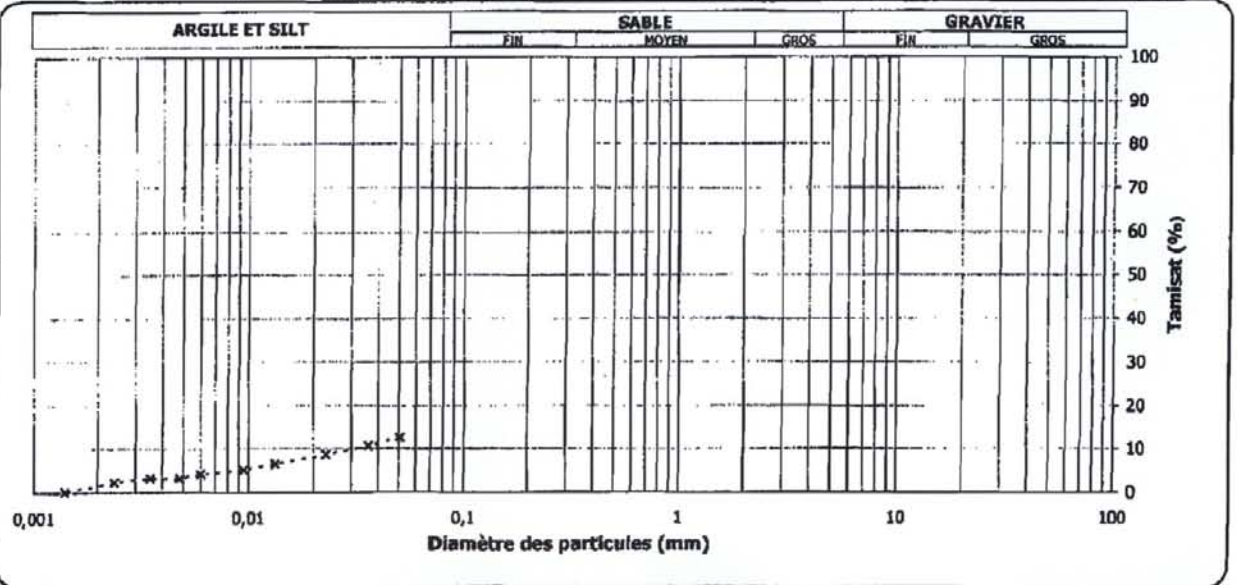 ARGILE ET SILT SABLE GRAVIER
FIN MOYEN GROS FIN GROS
100
90
80
70
60
50
40
30
20
10
0
Tamisat (%)
0,001 0,01 0,1 1 10 100
Diamètre des particules (mm)